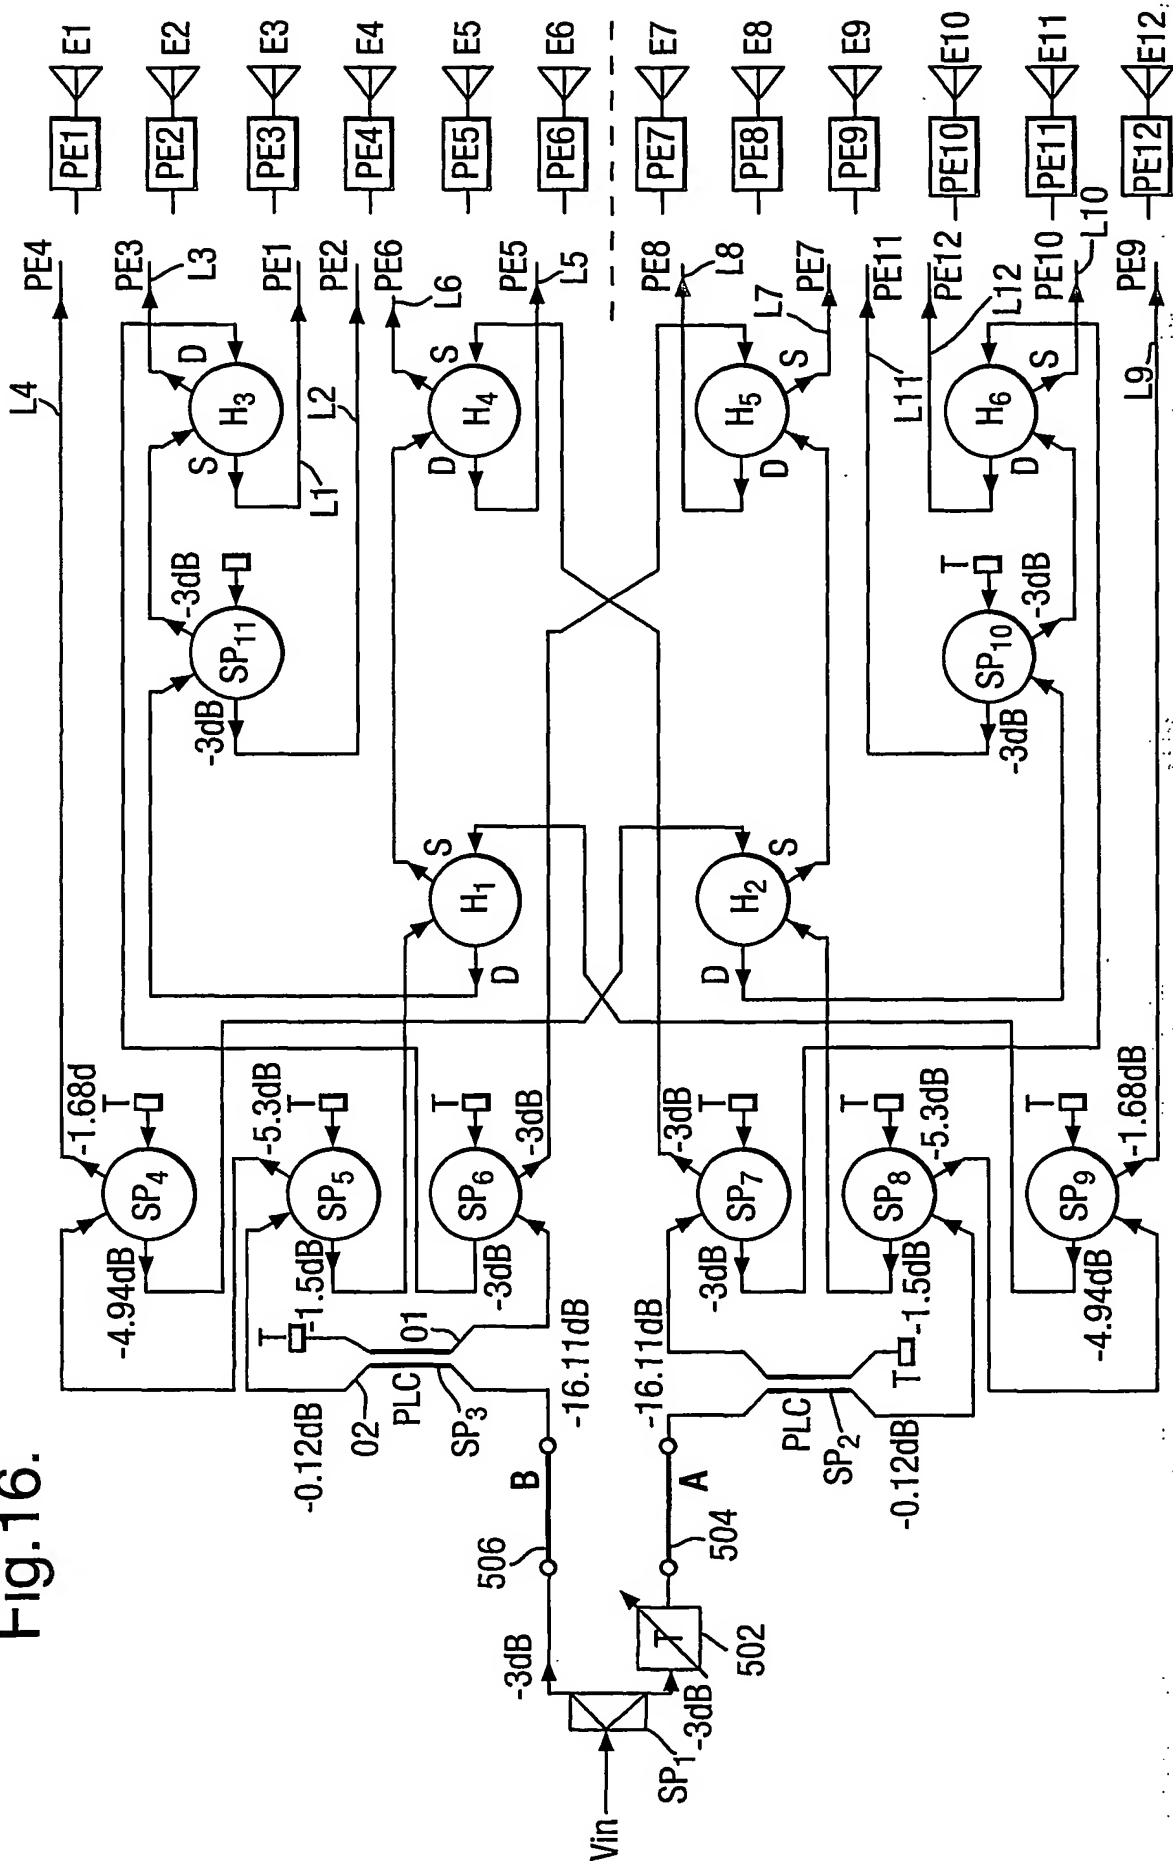 Fig.16.
Vin
SP1
-3dB
-3dB
T
502
506
504
B
A
-0.12dB
02
PLC
SP3
01
T
-16.11dB
-16.11dB
PLC
SP2
T
-0.12dB
SP4
-1.68d
T
-4.94dB
SP5
-5.3dB
T
-1.5dB
SP6
T
-3dB
-3dB
SP7
-3dB
T
-3dB
SP8
T
-5.3dB
-1.5dB
SP9
T
-1.68dB
-4.94dB
H1
S
D
H2
S
D
SP11
-3dB
-3dB
SP10
T
-3dB
-3dB
H3
D
S
H4
S
D
H5
S
D
H6
S
D
L4
PE4
PE3
L3
PE1
L1
PE2
L2
PE6
L6
PE5
L5
PE8
L8
PE7
L7
PE11
L11
PE12
L12
PE10
L10
PE9
L9
PE1 E1
PE2 E2
PE3 E3
PE4 E4
PE5 E5
PE6 E6
PE7 E7
PE8 E8
PE9 E9
PE10 E10
PE11 E11
PE12 E12